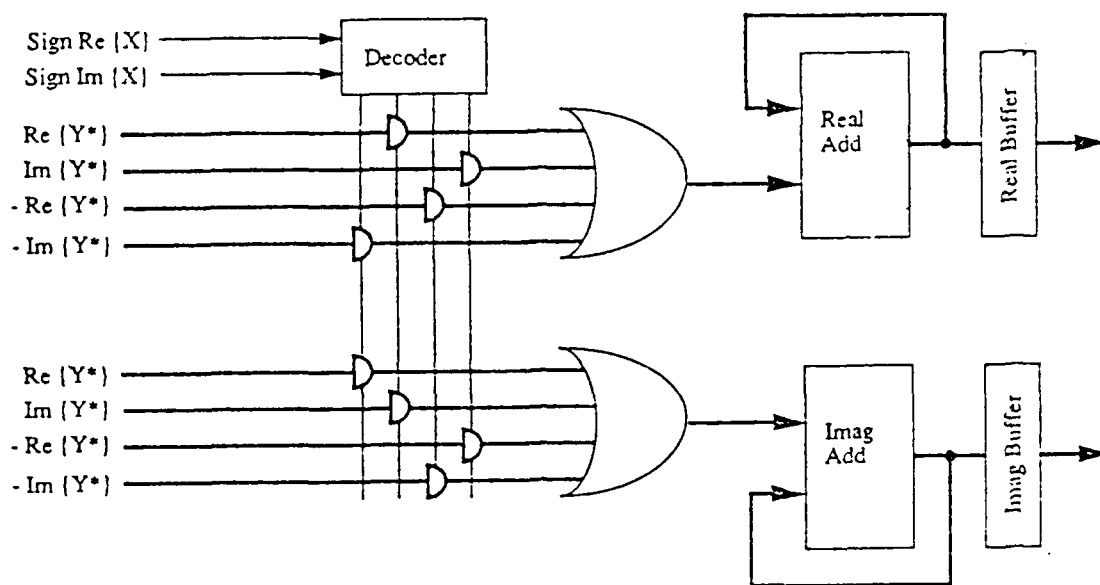 Sign Re {X}
Sign Im {X}
Decoder
Re {Y*}
Im {Y*}
- Re {Y*}
- Im {Y*}
Real
Add
Real Buffer
Re {Y*}
Im {Y*}
- Re {Y*}
- Im {Y*}
Imag
Add
Imag Buffer